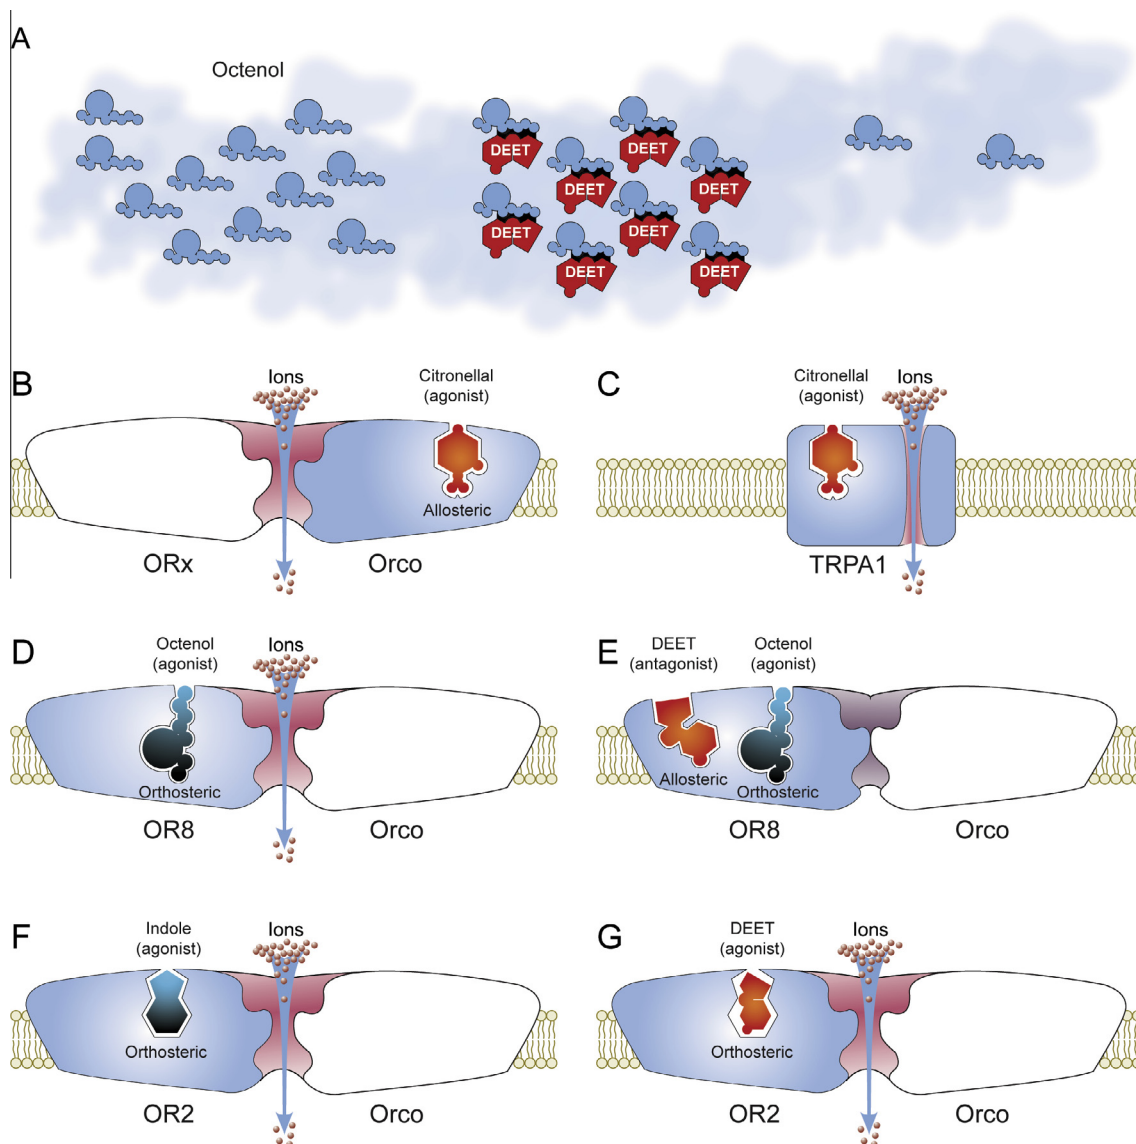 A
Octenol
DEET
DEET
DEET
DEET
DEET
DEET
DEET
DEET
B
Ions
Citronellal
(agonist)
Allosteric
ORx
Orco
C
Citronellal
(agonist)
Ions
TRPA1
D
Octenol
(agonist)
Ions
Orthosteric
OR8
Orco
E
DEET
(antagonist)
Octenol
(agonist)
Allosteric
Orthosteric
OR8
Orco
F
Indole
(agonist)
Ions
Orthosteric
OR2
Orco
G
DEET
(agonist)
Ions
Orthosteric
OR2
Orco